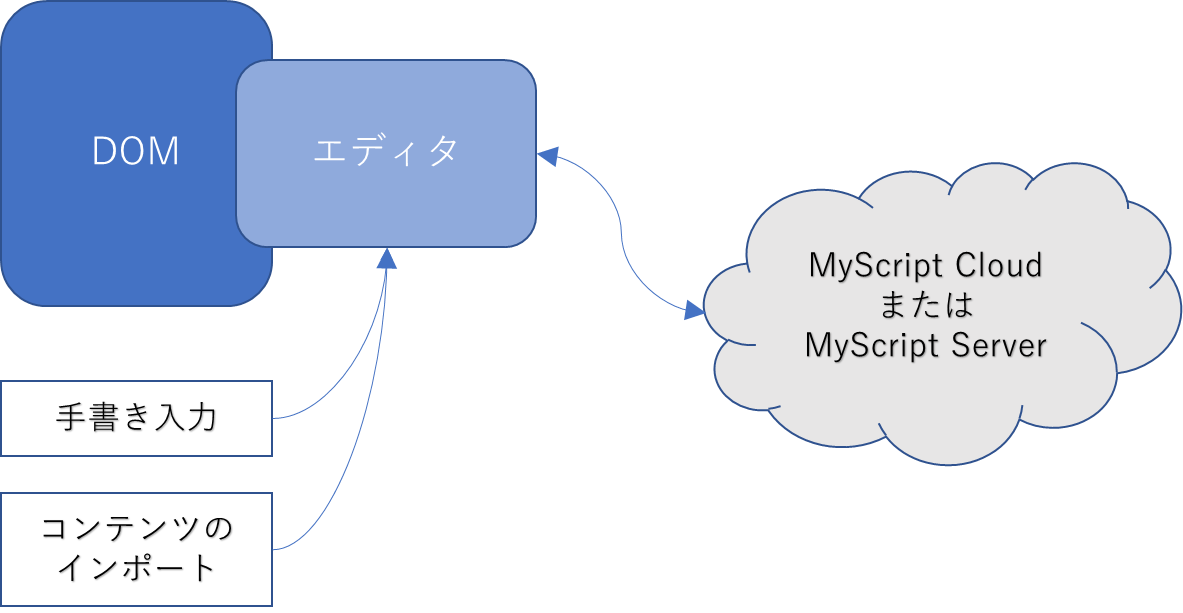 DOM
エディタ
MyScript Cloud
または
MyScript Server
手書き入力
コンテンツの
インポート